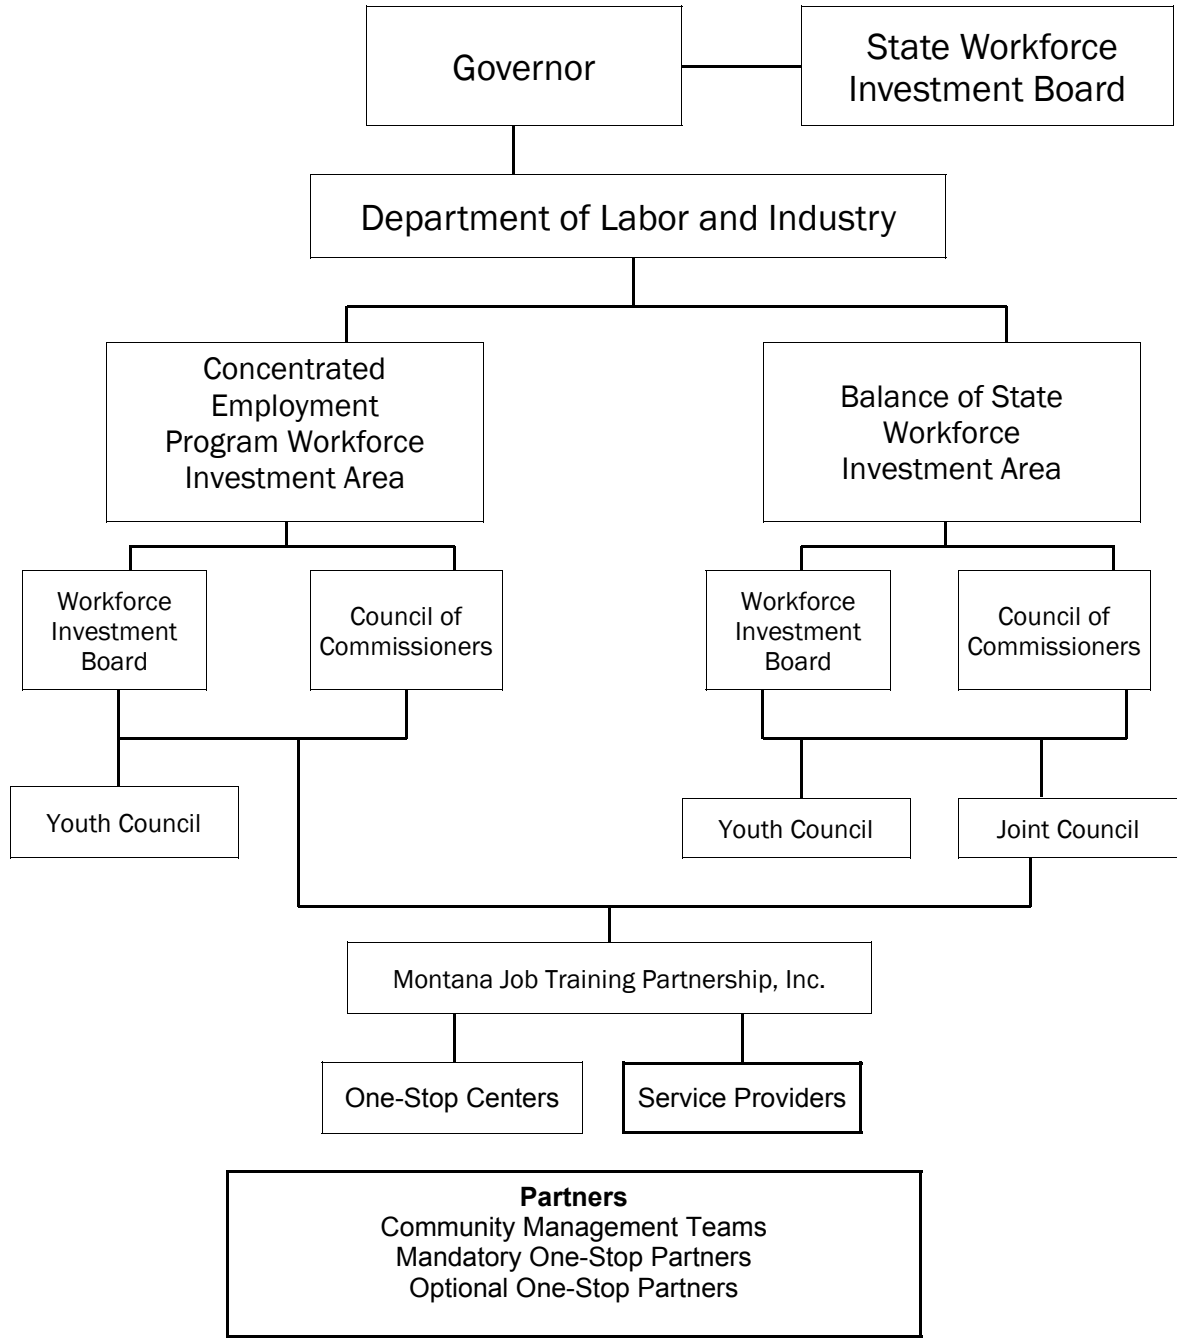 Governor
State Workforce
Investment Board
Department of Labor and Industry
Concentrated
Employment
Program Workforce
Investment Area
Balance of State
Workforce
Investment Area
Workforce
Investment
Board
Council of
Commissioners
Workforce
Investment
Board
Council of
Commissioners
Youth Council
Youth Council
Joint Council
Montana Job Training Partnership, Inc.
One-Stop Centers
Service Providers
Partners
Community Management Teams
Mandatory One-Stop Partners
Optional One-Stop Partners